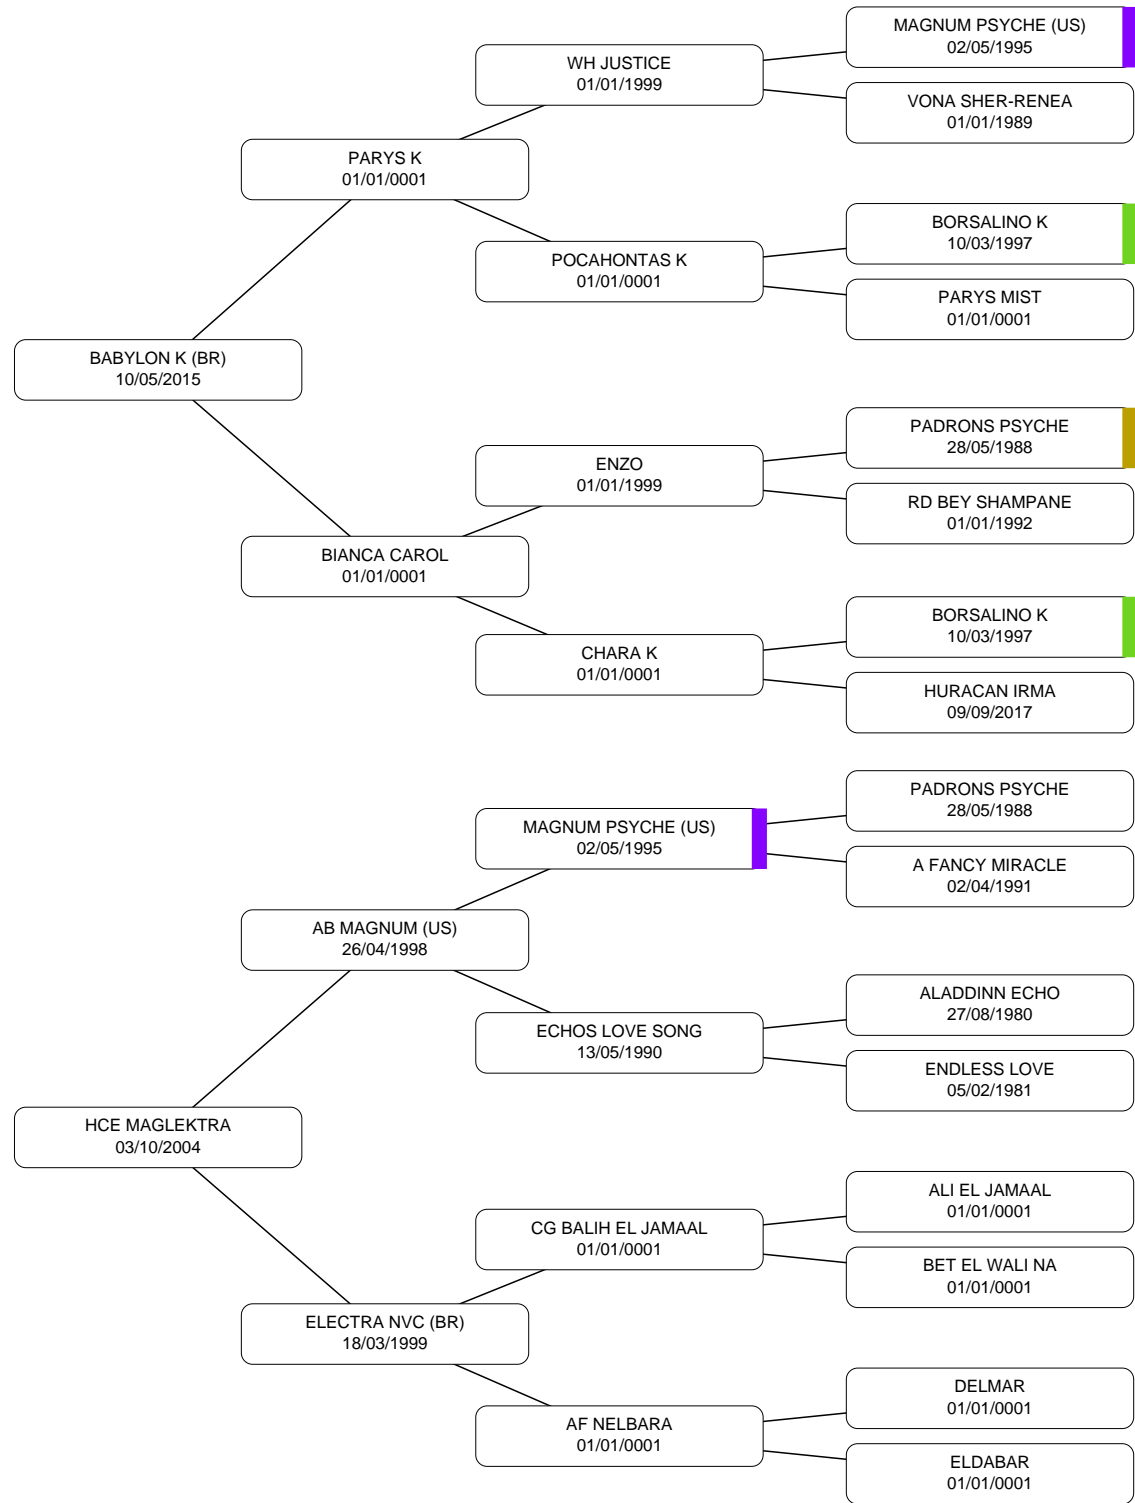 MAGNUM PSYCHE (US)
02/05/1995
WH JUSTICE
01/01/1999
VONA SHER-RENEA
01/01/1989
PARYS K
01/01/0001
BORSALINO K
10/03/1997
POCAHONTAS K
01/01/0001
PARYS MIST
01/01/0001
BABYLON K (BR)
10/05/2015
PADRONS PSYCHE
28/05/1988
ENZO
01/01/1999
RD BEY SHAMPANE
01/01/1992
BIANCA CAROL
01/01/0001
BORSALINO K
10/03/1997
CHARA K
01/01/0001
HURACAN IRMA
09/09/2017
PADRONS PSYCHE
28/05/1988
MAGNUM PSYCHE (US)
02/05/1995
A FANCY MIRACLE
02/04/1991
AB MAGNUM (US)
26/04/1998
ALADDINN ECHO
27/08/1980
ECHOS LOVE SONG
13/05/1990
ENDLESS LOVE
05/02/1981
HCE MAGLEKTRA
03/10/2004
ALI EL JAMAAL
01/01/0001
CG BALIH EL JAMAAL
01/01/0001
BET EL WALI NA
01/01/0001
ELECTRA NVC (BR)
18/03/1999
DELMAR
01/01/0001
AF NELBARA
01/01/0001
ELDABAR
01/01/0001